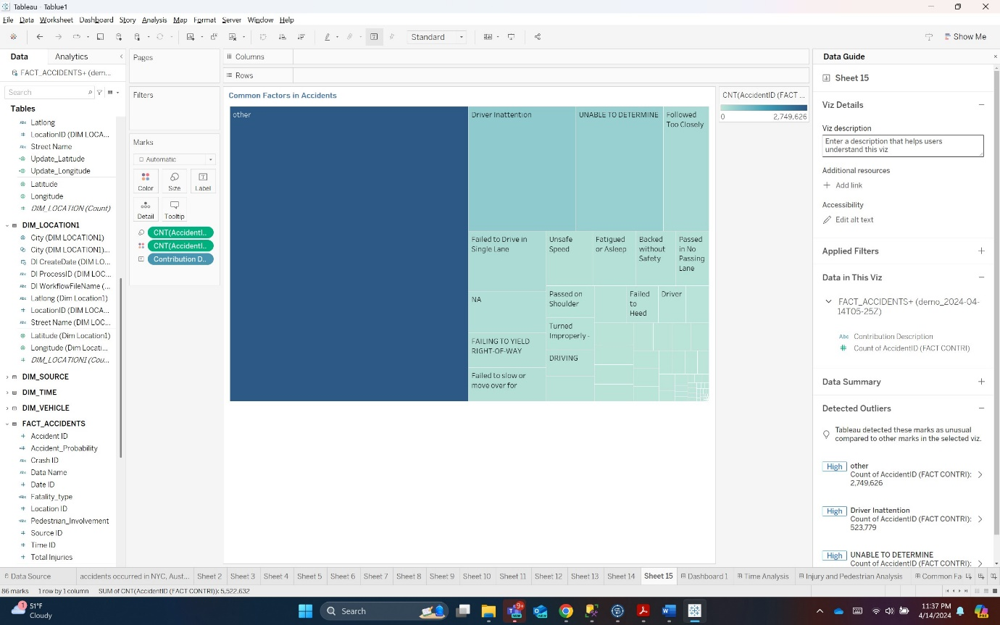 Tableau - Tablue1
File Data Worksheet Dashboard Story Analysis Map Format Server Window Help
Standard
Show Me
Data Analytics
FACT_ACCIDENTS+ (dem...
Search
Tables
Abc Latlong
LocationID (DIM LOCA...
Abc Street Name
Update_Latitude
Update_Longitude
Latitude
Longitude
DIM_LOCATION (Count)
DIM_LOCATION1
City (DIM LOCATION1)
City (DIM LOCATION1)...
DI CreateDate (DIM LO...
Abc DI ProcessID (DIM LOC...
Abc DI WorkflowFileName (...
Abc Latlong (Dim Location1)
LocationID (DIM LOCA...
Abc Street Name (DIM LOC...
Latitude (Dim Location1)
Longitude (Dim Locati...
DIM_LOCATION1 (Cou...
DIM_SOURCE
DIM_TIME
DIM_VEHICLE
FACT_ACCIDENTS
Accident ID
Accident_Probability
Abc Crash ID
Abc Data Name
Date ID
Fatality_type
Location ID
Pedestrian_Involvement
Source ID
Time ID
Total Injuries
Pages
Filters
Marks
Automatic
Color Size Label
Detail Tooltip
CNT(AccidentI..
CNT(AccidentI..
Contribution D..
Columns
Rows
Common Factors in Accidents
other
Driver Inattention
UNABLE TO DETERMINE
Followed
Too Closely
Failed to Drive in
Single Lane
Unsafe
Speed
Fatigued
or Asleep
Backed
without
Safety
Passed
in No
Passing
Lane
NA
Passed on
Shoulder
Failed
to
Heed
Driver
FAILING TO YIELD
RIGHT-OF-WAY
Turned
Improperly -
DRIVING
Failed to slow or
move over for
CNT(AccidentID (FACT ...
0 2,749,626
Data Guide
Sheet 15
Viz Details
Viz description
Enter a description that helps users
understand this viz
Additional resources
Add link
Accessibility
Edit alt text
Applied Filters
Data in This Viz
FACT_ACCIDENTS+ (demo_2024-04-
14T05-25Z)
Abc Contribution Description
Count of AccidentID (FACT CONTRI)
Data Summary
Detected Outliers
Tableau detected these marks as unusual
compared to other marks in the selected viz.
High other
Count of AccidentID (FACT CONTRI):
2,749,626
High Driver Inattention
Count of AccidentID (FACT CONTRI):
523,779
High UNABLE TO DETERMINE
Count of AccidentID (FACT CONTRI):
Data Source accidents occurred in NYC, Aust... Sheet 2 Sheet 3 Sheet 4 Sheet 5 Sheet 6 Sheet 7 Sheet 8 Sheet 9 Sheet 10 Sheet 11 Sheet 12 Sheet 13 Sheet 14 Sheet 15 Dashboard 1 Time Analysis Injury and Pedestrian Analysis Common Fa
86 marks 1 row by 1 column SUM of CNT(AccidentID (FACT CONTRI)): 5,522,632
1
51°F
Cloudy
Search
9+
NEW
NEW
PRE
11:37 PM
4/14/2024